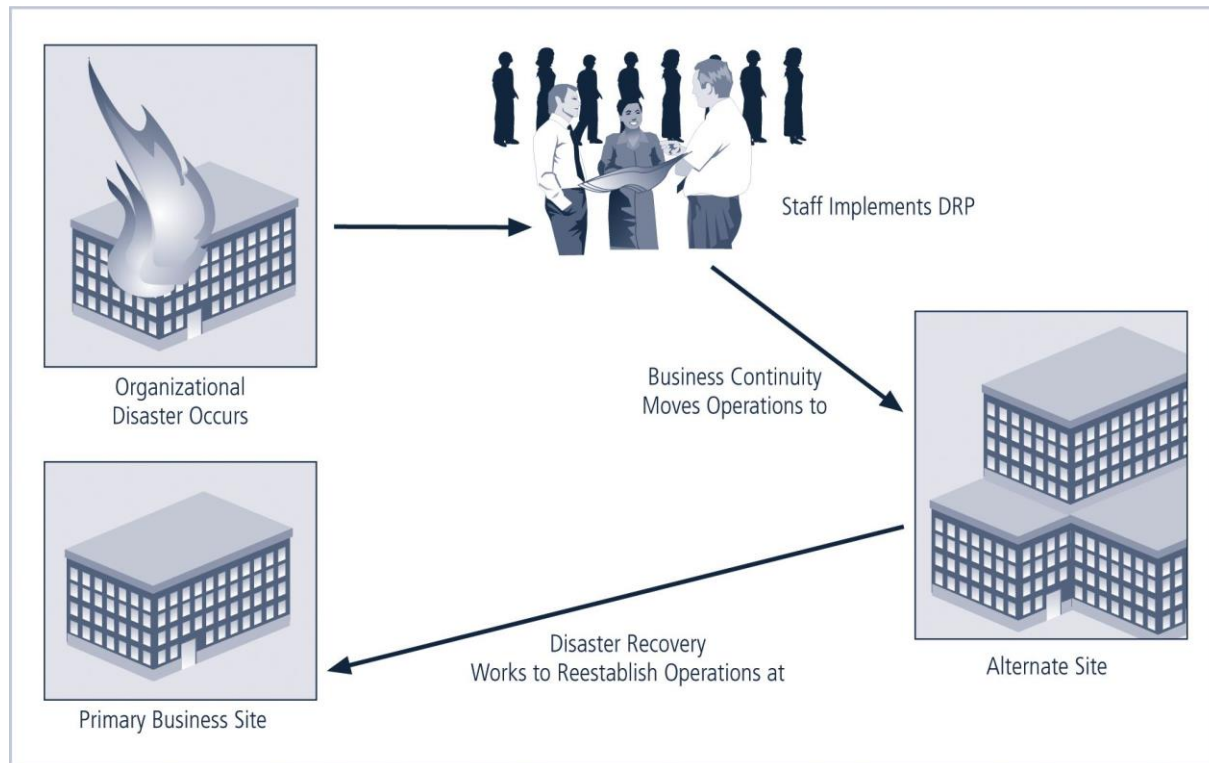 Organizational
Disaster Occurs
Staff Implements DRP
Business Continuity
Moves Operations to
Alternate Site
Disaster Recovery
Works to Reestablish Operations at
Primary Business Site